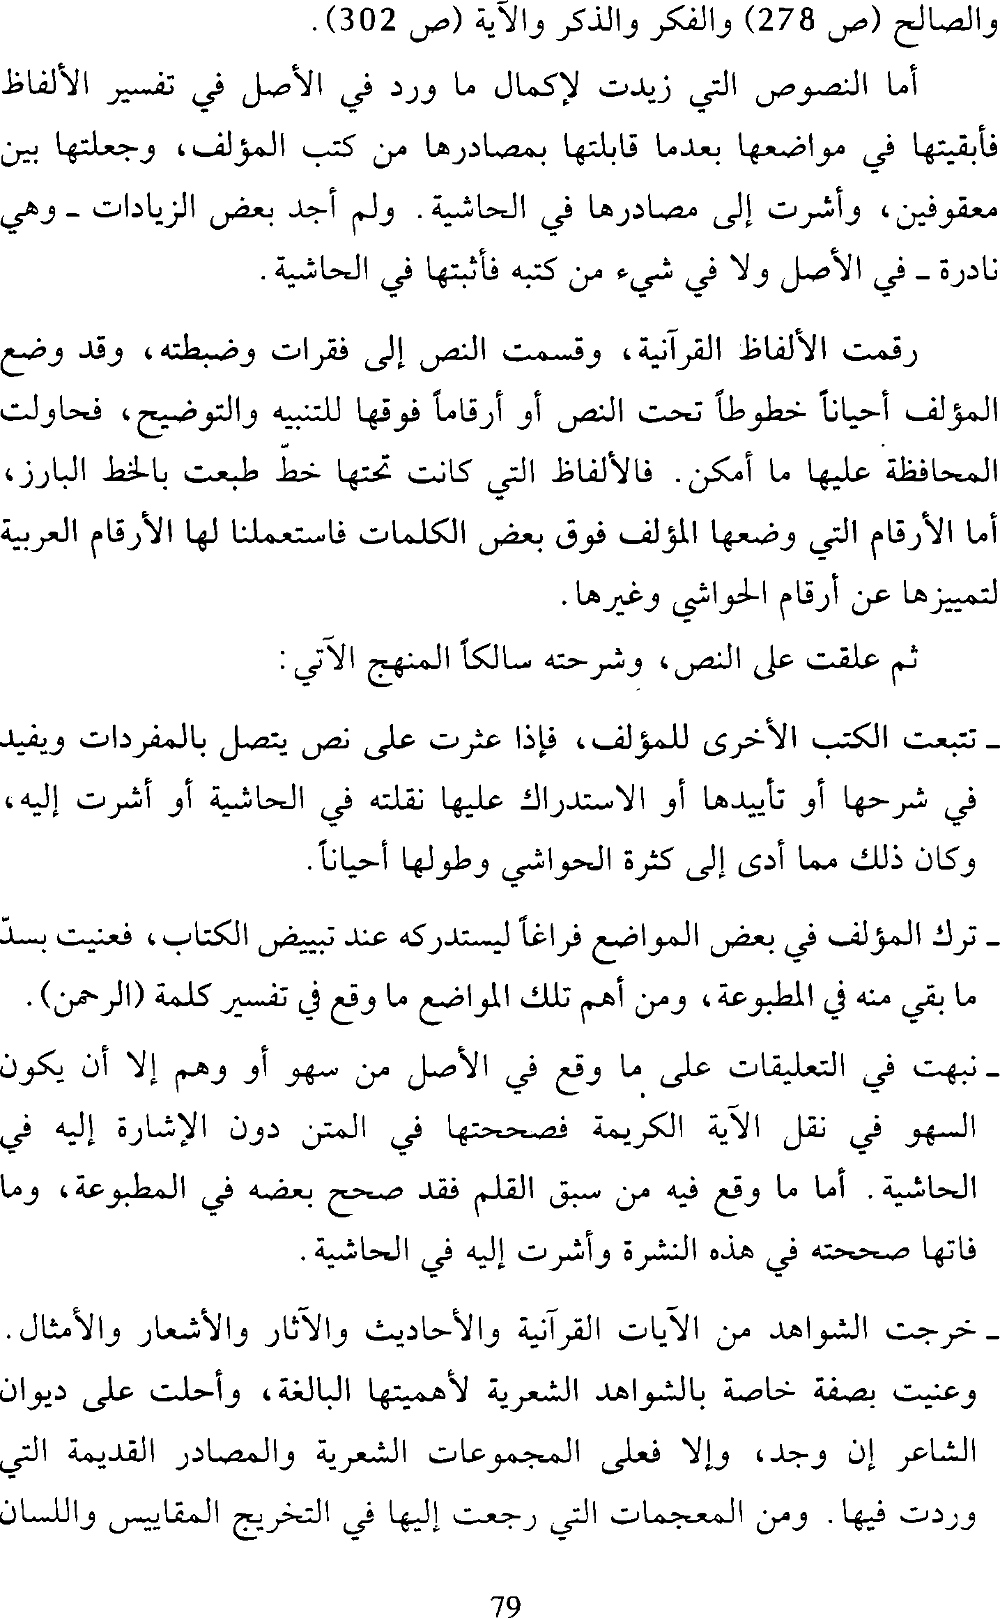 والصالح (ص 278) والفكر والذكر والآية (ص 302).
أما النصوص التي زيدت لإكمال ما ورد في الأصل في تفسير الألفاظ
فأبقيتها في مواضعها بعدما قابلتها بمصادرها من كتب المؤلف، وجعلتها بين
معقوفين، وأشرت إلى مصادرها في الحاشية. ولم أجد بعض الزيادات ـ وهي
نادرة ـ في الأصل ولا في شيء من كتبه فأثبتها في الحاشية.
رقمت الألفاظ القرآنية، وقسمت النص إلى فقرات وضبطته، وقد وضع
المؤلف أحياناً خطوطاً تحت النص أو أرقاماً فوقها للتنبيه والتوضيح، فحاولت
المحافظة عليها ما أمكن. فالألفاظ التي كانت تحتها خطّ طبعت بالخط البارز،
أما الأرقام التي وضعها المؤلف فوق بعض الكلمات فاستعملنا لها الأرقام العربية
لتمييزها عن أرقام الحواشي وغيرها.
ثم علقت على النص، وشرحته سالكاً المنهج الآتي:
ـ تتبعت الكتب الأخرى للمؤلف، فإذا عثرت على نص يتصل بالمفردات ويفيد
في شرحها أو تأييدها أو الاستدراك عليها نقلته في الحاشية أو أشرت إليه،
وكان ذلك مما أدى إلى كثرة الحواشي وطولها أحياناً.
ـ ترك المؤلف في بعض المواضع فراغاً ليستدركه عند تبييض الكتاب، فعنيت بسدّ
ما بقي منه في المطبوعة، ومن أهم تلك المواضع ما وقع في تفسير كلمة (الرحمن).
ـ نبهت في التعليقات على ما وقع في الأصل من سهو أو وهم إلا أن يكون
السهو في نقل الآية الكريمة فصححتها في المتن دون الإشارة إليه في
الحاشية. أما ما وقع فيه من سبق القلم فقد صحح بعضه في المطبوعة، وما
فاتها صححته في هذه النشرة وأشرت إليه في الحاشية.
ـ خرجت الشواهد من الآيات القرآنية والأحاديث والآثار والأشعار والأمثال.
وعنيت بصفة خاصة بالشواهد الشعرية لأهميتها البالغة، وأحلت على ديوان
الشاعر إن وجد، وإلا فعلى المجموعات الشعرية والمصادر القديمة التي
وردت فيها. ومن المعجمات التي رجعت إليها في التخريج المقاييس واللسان
79